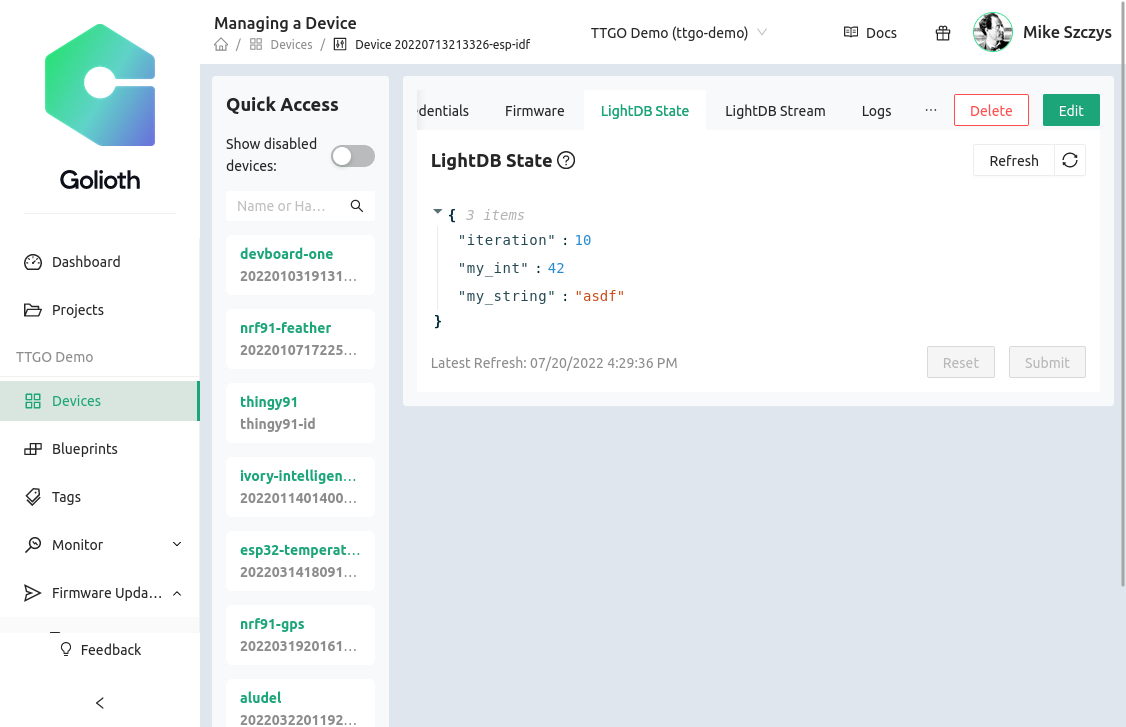 Golioth
Dashboard
Projects
TTGO Demo
Devices
Blueprints
Tags
Monitor
Firmware Upda...
Feedback
Managing a Device
/ Devices / Device 20220713213326-esp-idf
TTGO Demo (ttgo-demo)
Docs
Mike Szczys
Quick Access
Show disabled
devices:
Name or Ha...
devboard-one
2022010319131...
nrf91-feather
2022010717225...
thingy91
thingy91-id
ivory-intelligen...
2022011401400...
esp32-temperat...
2022031418091...
nrf91-gps
2022031920161...
aludel
2022032201192...
edentials
Firmware
LightDB State
LightDB Stream
Logs
...
Delete
Edit
LightDB State
Refresh
{ 3 items
"iteration" : 10
"my_int" : 42
"my_string" : "asdf"
}
Latest Refresh: 07/20/2022 4:29:36 PM
Reset
Submit